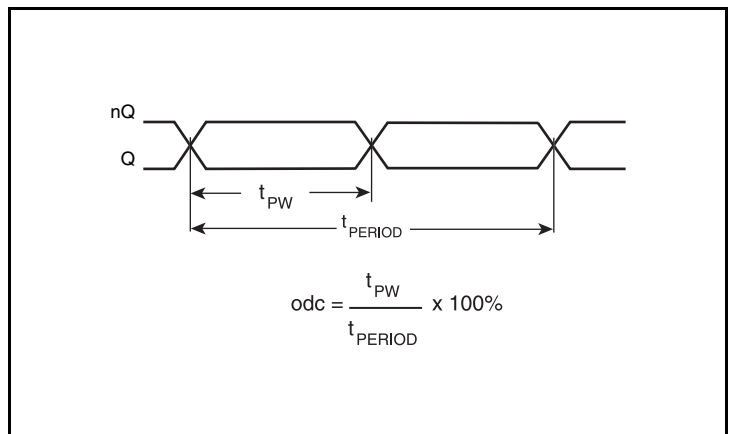 nQ
Q
tPW
tPERIOD
odc = tPW / tPERIOD x 100%